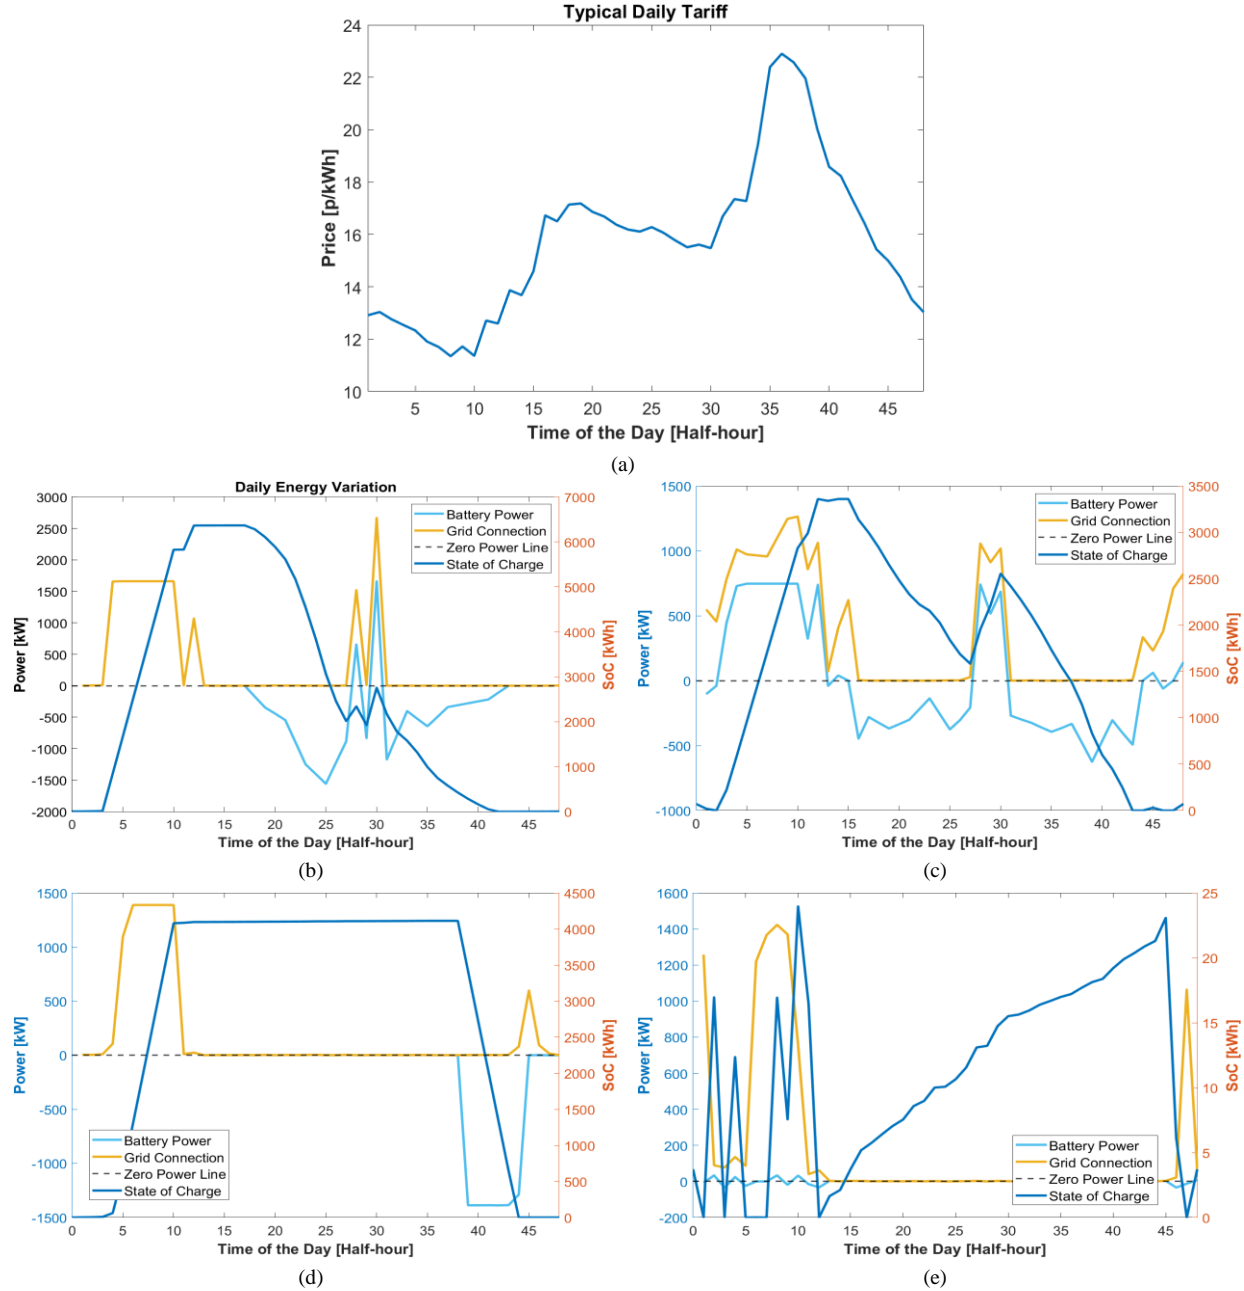 Typical Daily Tariff
24
22
20
18
16
14
12
10
Price [p/kWh]
5 10 15 20 25 30 35 40 45
Time of the Day [Half-hour]
(a)
Daily Energy Variation
3000
2500
2000
1500
1000
500
0
-500
-1000
-1500
-2000
Power [kW]
7000
6000
5000
4000
3000
2000
1000
0
SoC [kWh]
Battery Power
Grid Connection
Zero Power Line
State of Charge
0 5 10 15 20 25 30 35 40 45
Time of the Day [Half-hour]
(b)
1500
1000
500
0
-500
-1000
Power [kW]
3500
3000
2500
2000
1500
1000
500
0
SoC [kWh]
Battery Power
Grid Connection
Zero Power Line
State of Charge
0 5 10 15 20 25 30 35 40 45
Time of the Day [Half-hour]
(c)
1500
1000
500
0
-500
-1000
-1500
Power [kW]
4500
4000
3500
3000
2500
2200
1500
1000
500
0
SoC [kWh]
Battery Power
Grid Connection
Zero Power Line
State of Charge
0 5 10 15 20 25 30 35 40 45
Time of the Day [Half-hour]
(d)
1600
1400
1200
1000
800
600
400
200
0
-200
Power [kW]
25
20
15
10
5
0
SoC [kWh]
Battery Power
Grid Connection
Zero Power Line
State of Charge
0 5 10 15 20 25 30 35 40 45
Time of the Day [Half-hour]
(e)